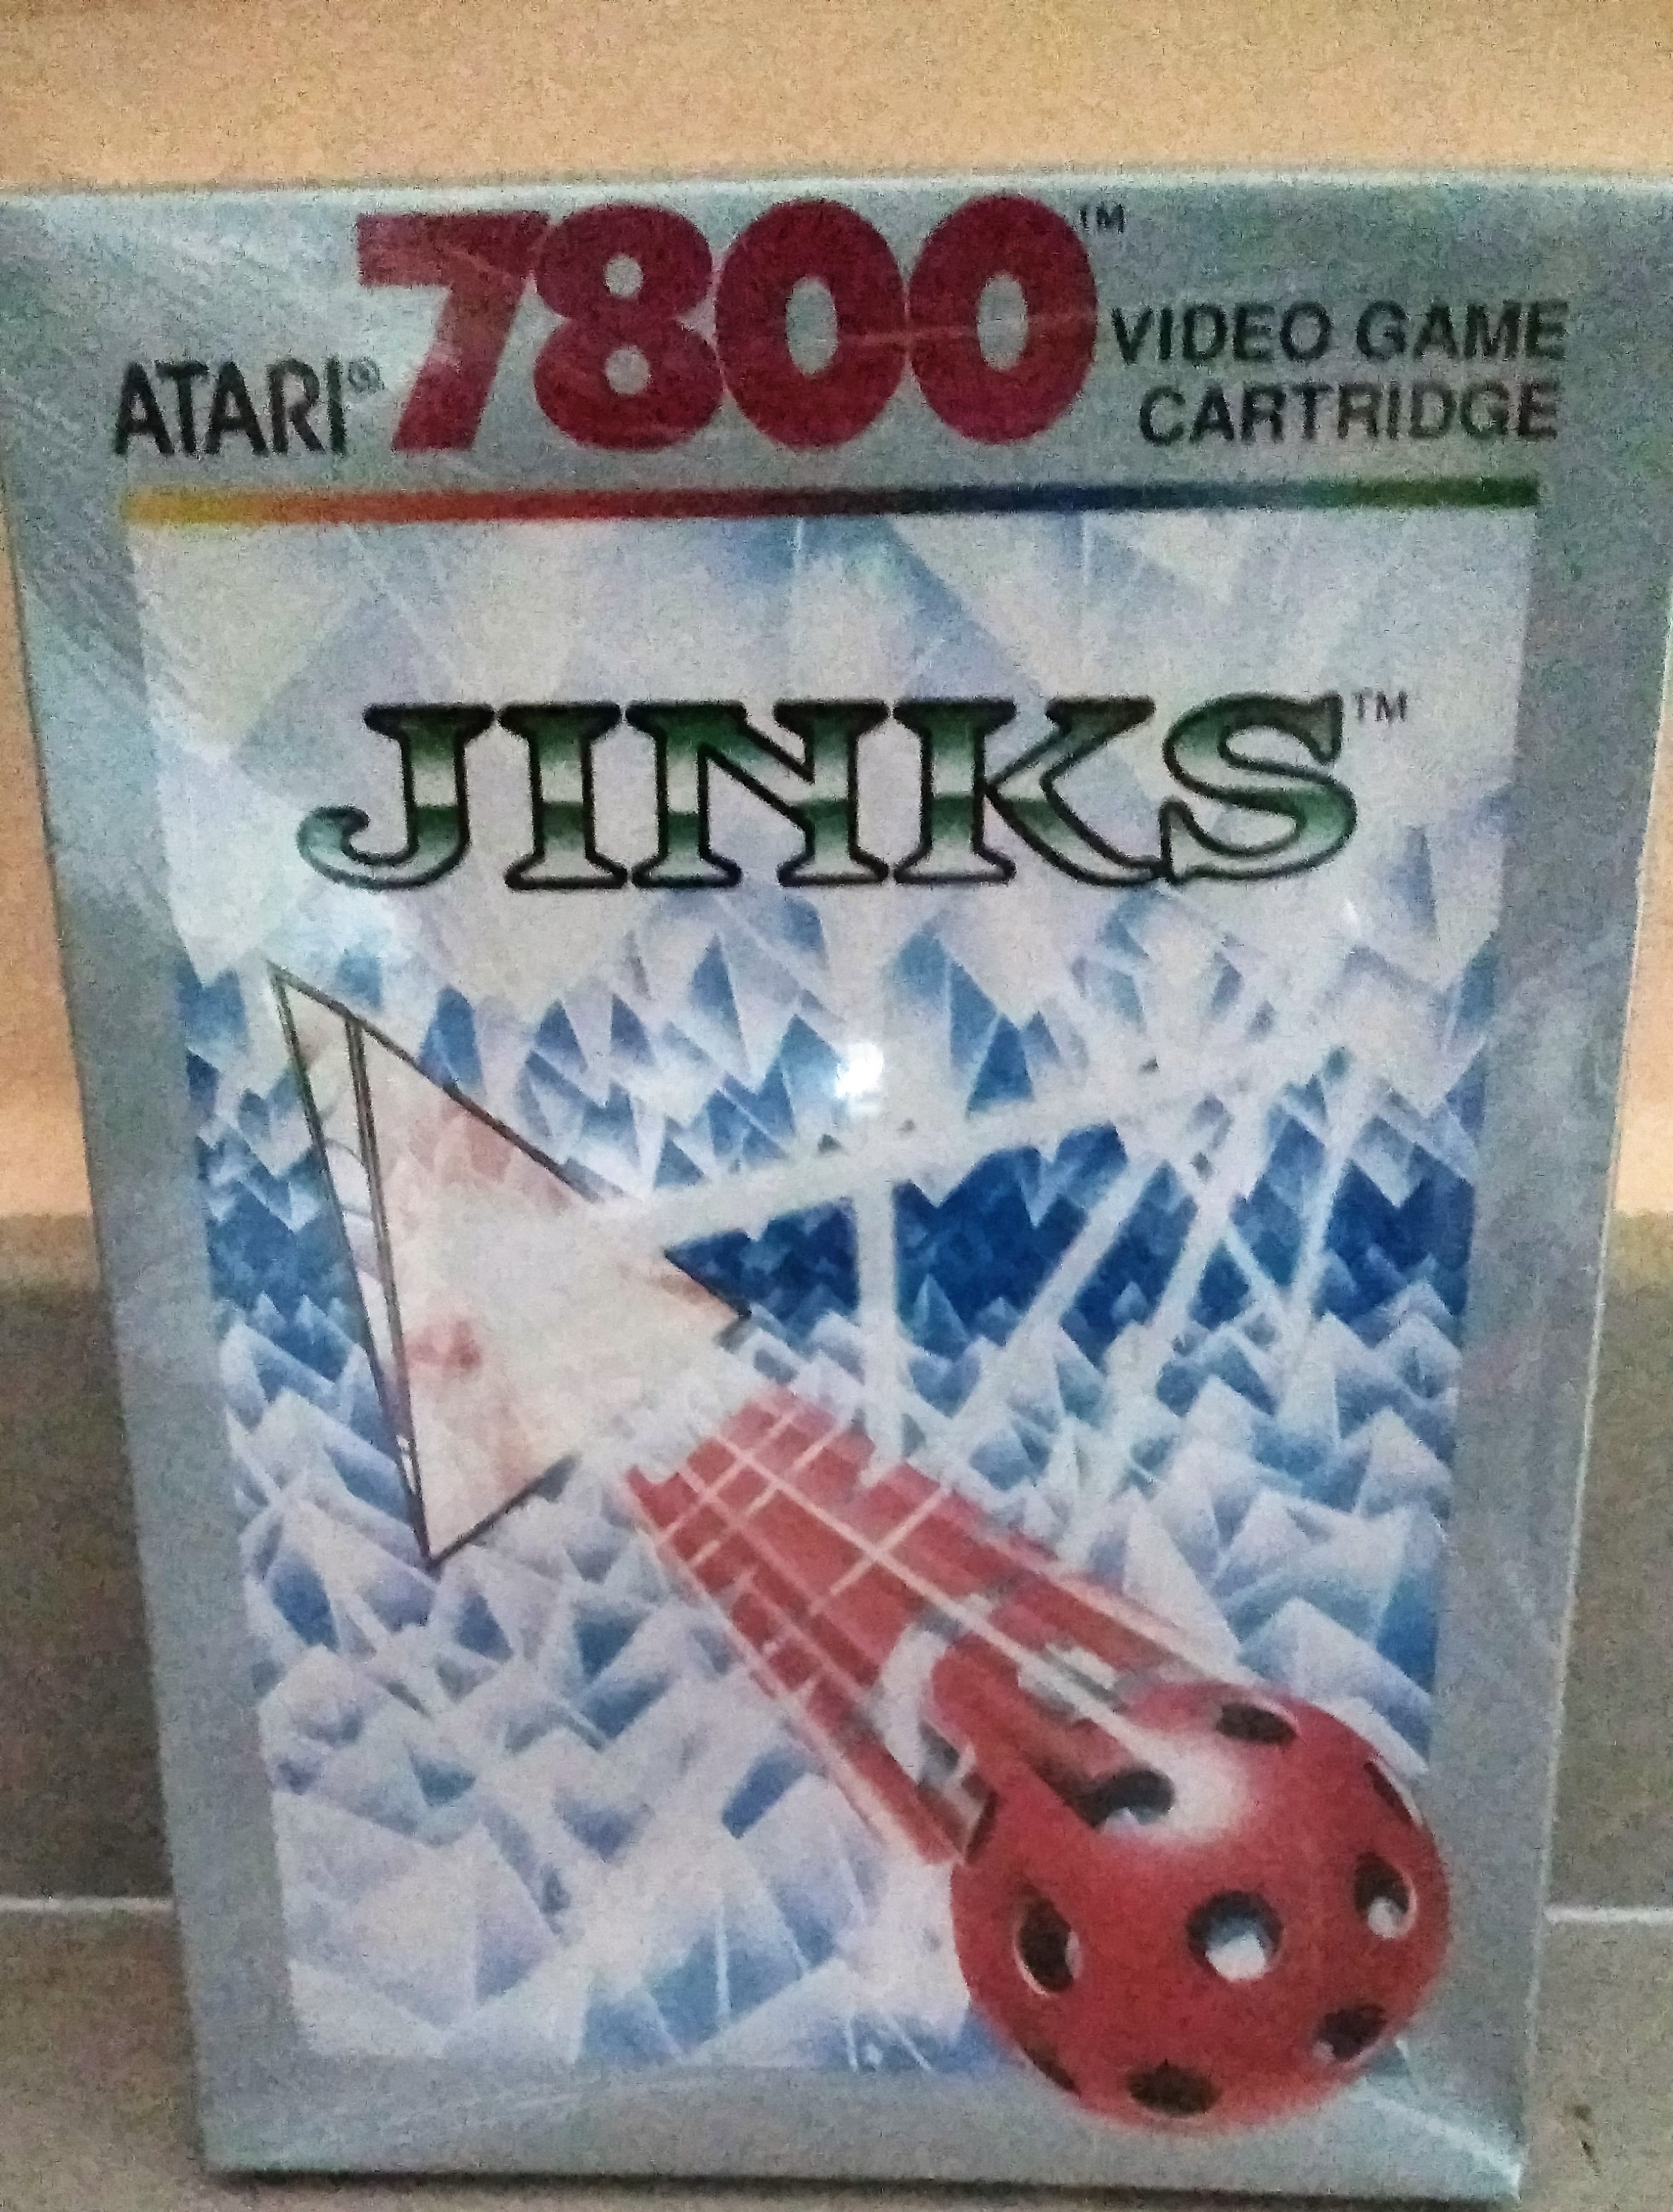 ATARI® 7800™ VIDEO GAME
CARTRIDGE
JINKS™